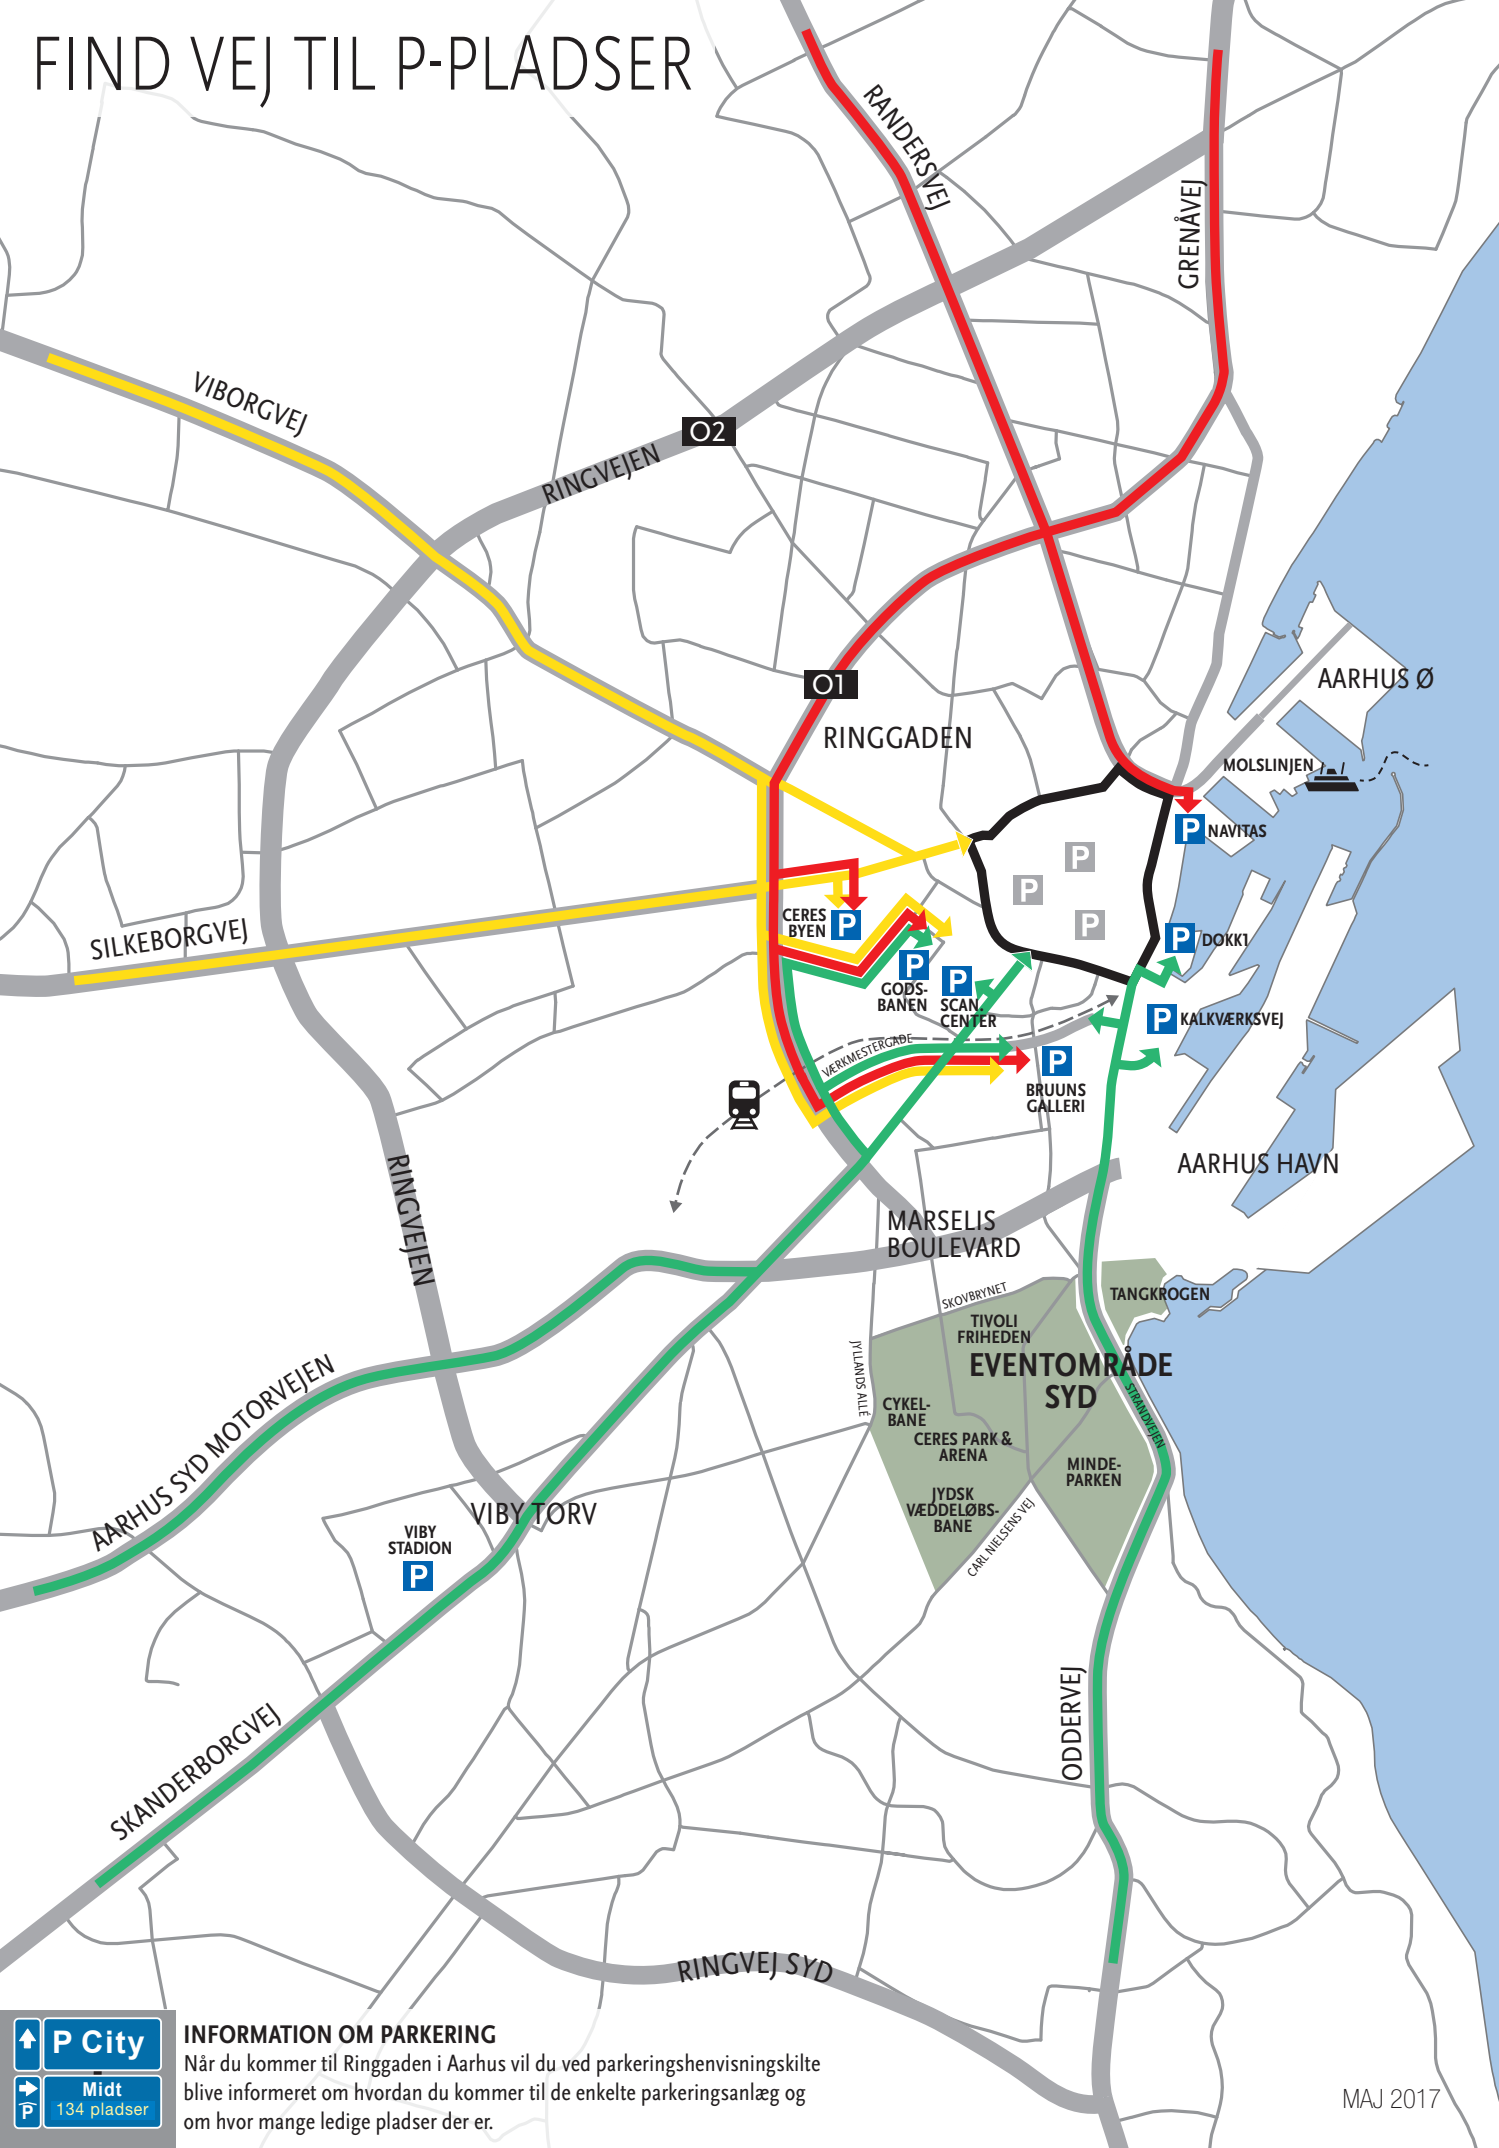 FIND VEJ TIL P-PLADSER
RANDERSVEJ
GRENÅVEJ
VIBORGVEJ
O2
RINGVEJEN
O1
AARHUS Ø
RINGGADEN
MOLSLINJEN
P NAVITAS
P
P
P
SILKEBORGVEJ
CERES
BYEN
P
P DOKK1
P
GODS-
BANEN
P
SCAN.
CENTER
P KALKVÆRKSVEJ
VÆRKMESTERGADE
P
BRUUNS
GALLERI
RINGVEJEN
AARHUS HAVN
MARSELIS
BOULEVARD
SKOVBRYNET
TANGKROGEN
TIVOLI
FRIHEDEN
JYLLANDS ALLÉ
EVENTOMRÅDE
SYD
STRANDVEJEN
CYKEL-
BANE
CERES PARK &
ARENA
MINDE-
PARKEN
JYDSK
VÆDDELØBS-
BANE
CARL NIELSENS VEJ
AARHUS SYD MOTORVEJEN
VIBY TORV
VIBY
STADION
P
SKANDERBORGVEJ
ODDERVEJ
RINGVEJ SYD
P City
Midt
P
134 pladser
INFORMATION OM PARKERING
Når du kommer til Ringgaden i Aarhus vil du ved parkeringshenvisningskilte
blive informeret om hvordan du kommer til de enkelte parkeringsanlæg og
om hvor mange ledige pladser der er.
MAJ 2017